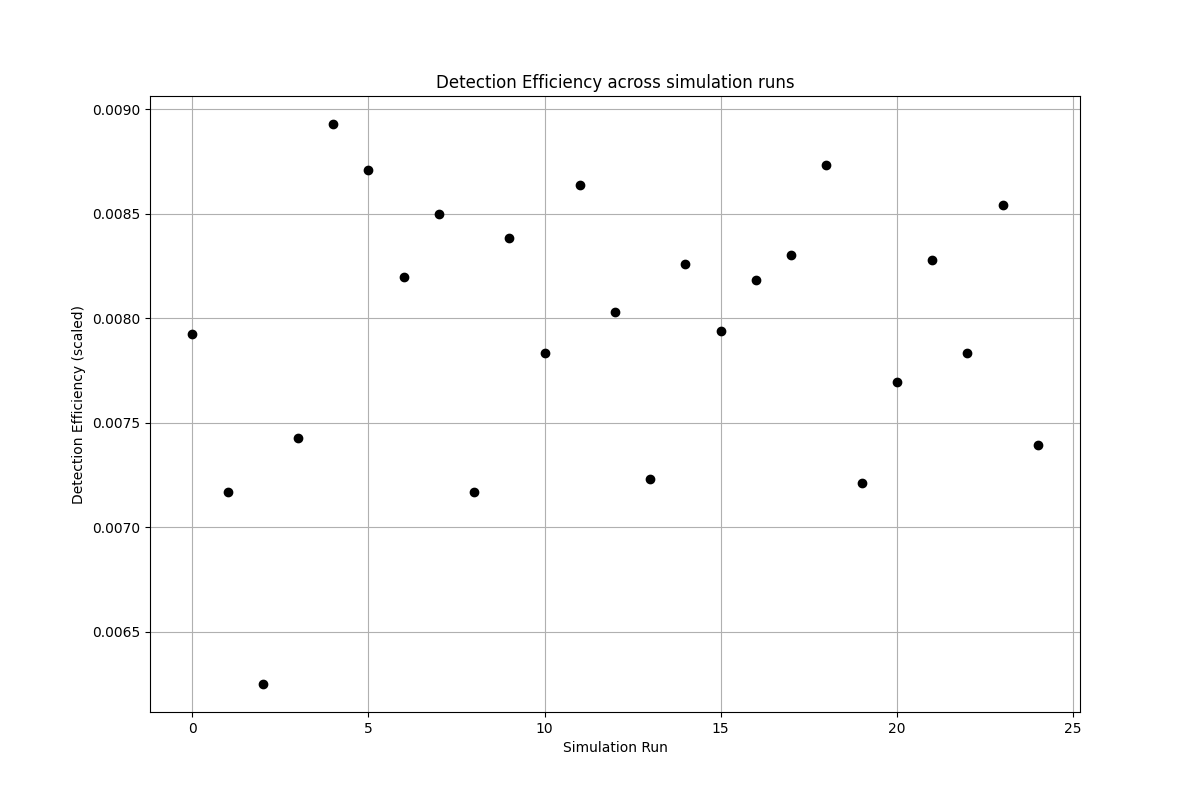 Detection Efficiency across simulation runs
0.0090
0.0085
0.0080
0.0075
0.0070
0.0065
Detection Efficiency (scaled)
0 5 10 15 20 25
Simulation Run